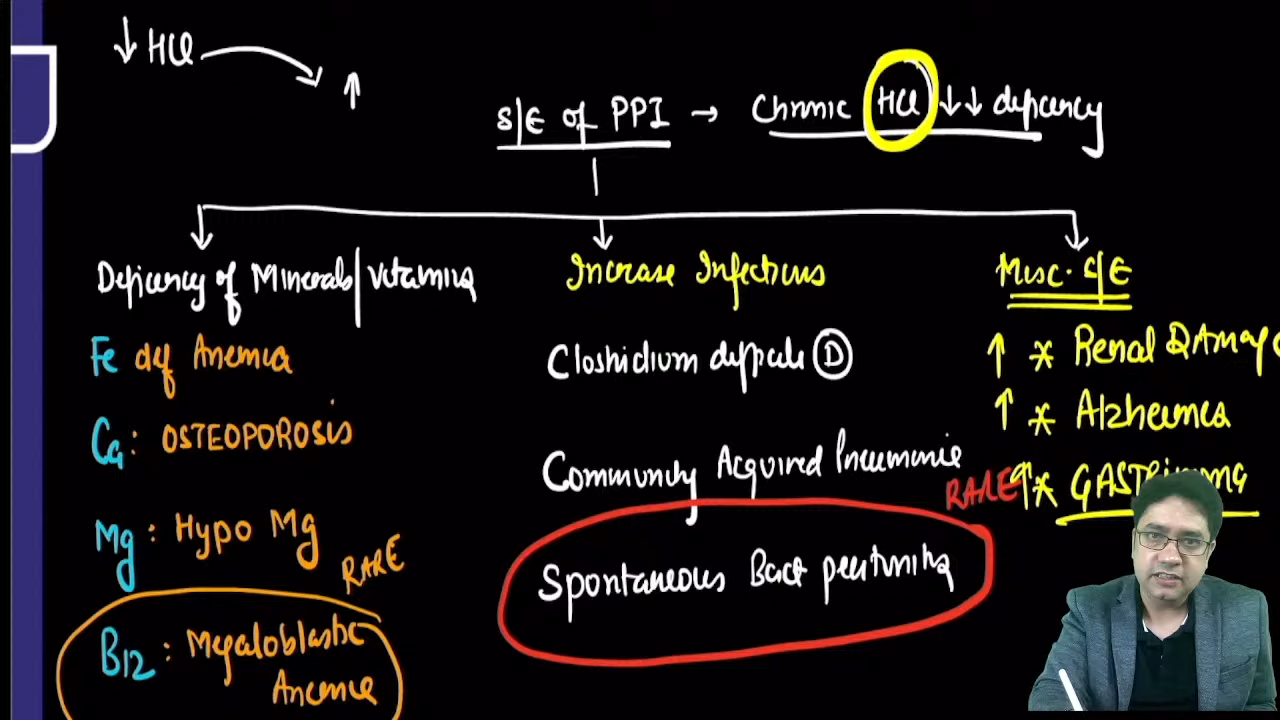 ↓ HCl → ↑
S/E of PPI → Chronic HCl ↓↓ deficiency
Deficiency of Minerals/vitamins
Fe def Anemia
Ca: OSTEOPOROSIS
Mg: Hypo Mg
RARE
B12: Megaloblastic
Anemia
Increase Infections
Clostridium difficile D
Community Acquired Pneumonia
RARE
Spontaneous Bact peritonitis
Misc. S/E
↑ * Renal DAmage
↑ * Alzheimer
↑ * GASTRinoma